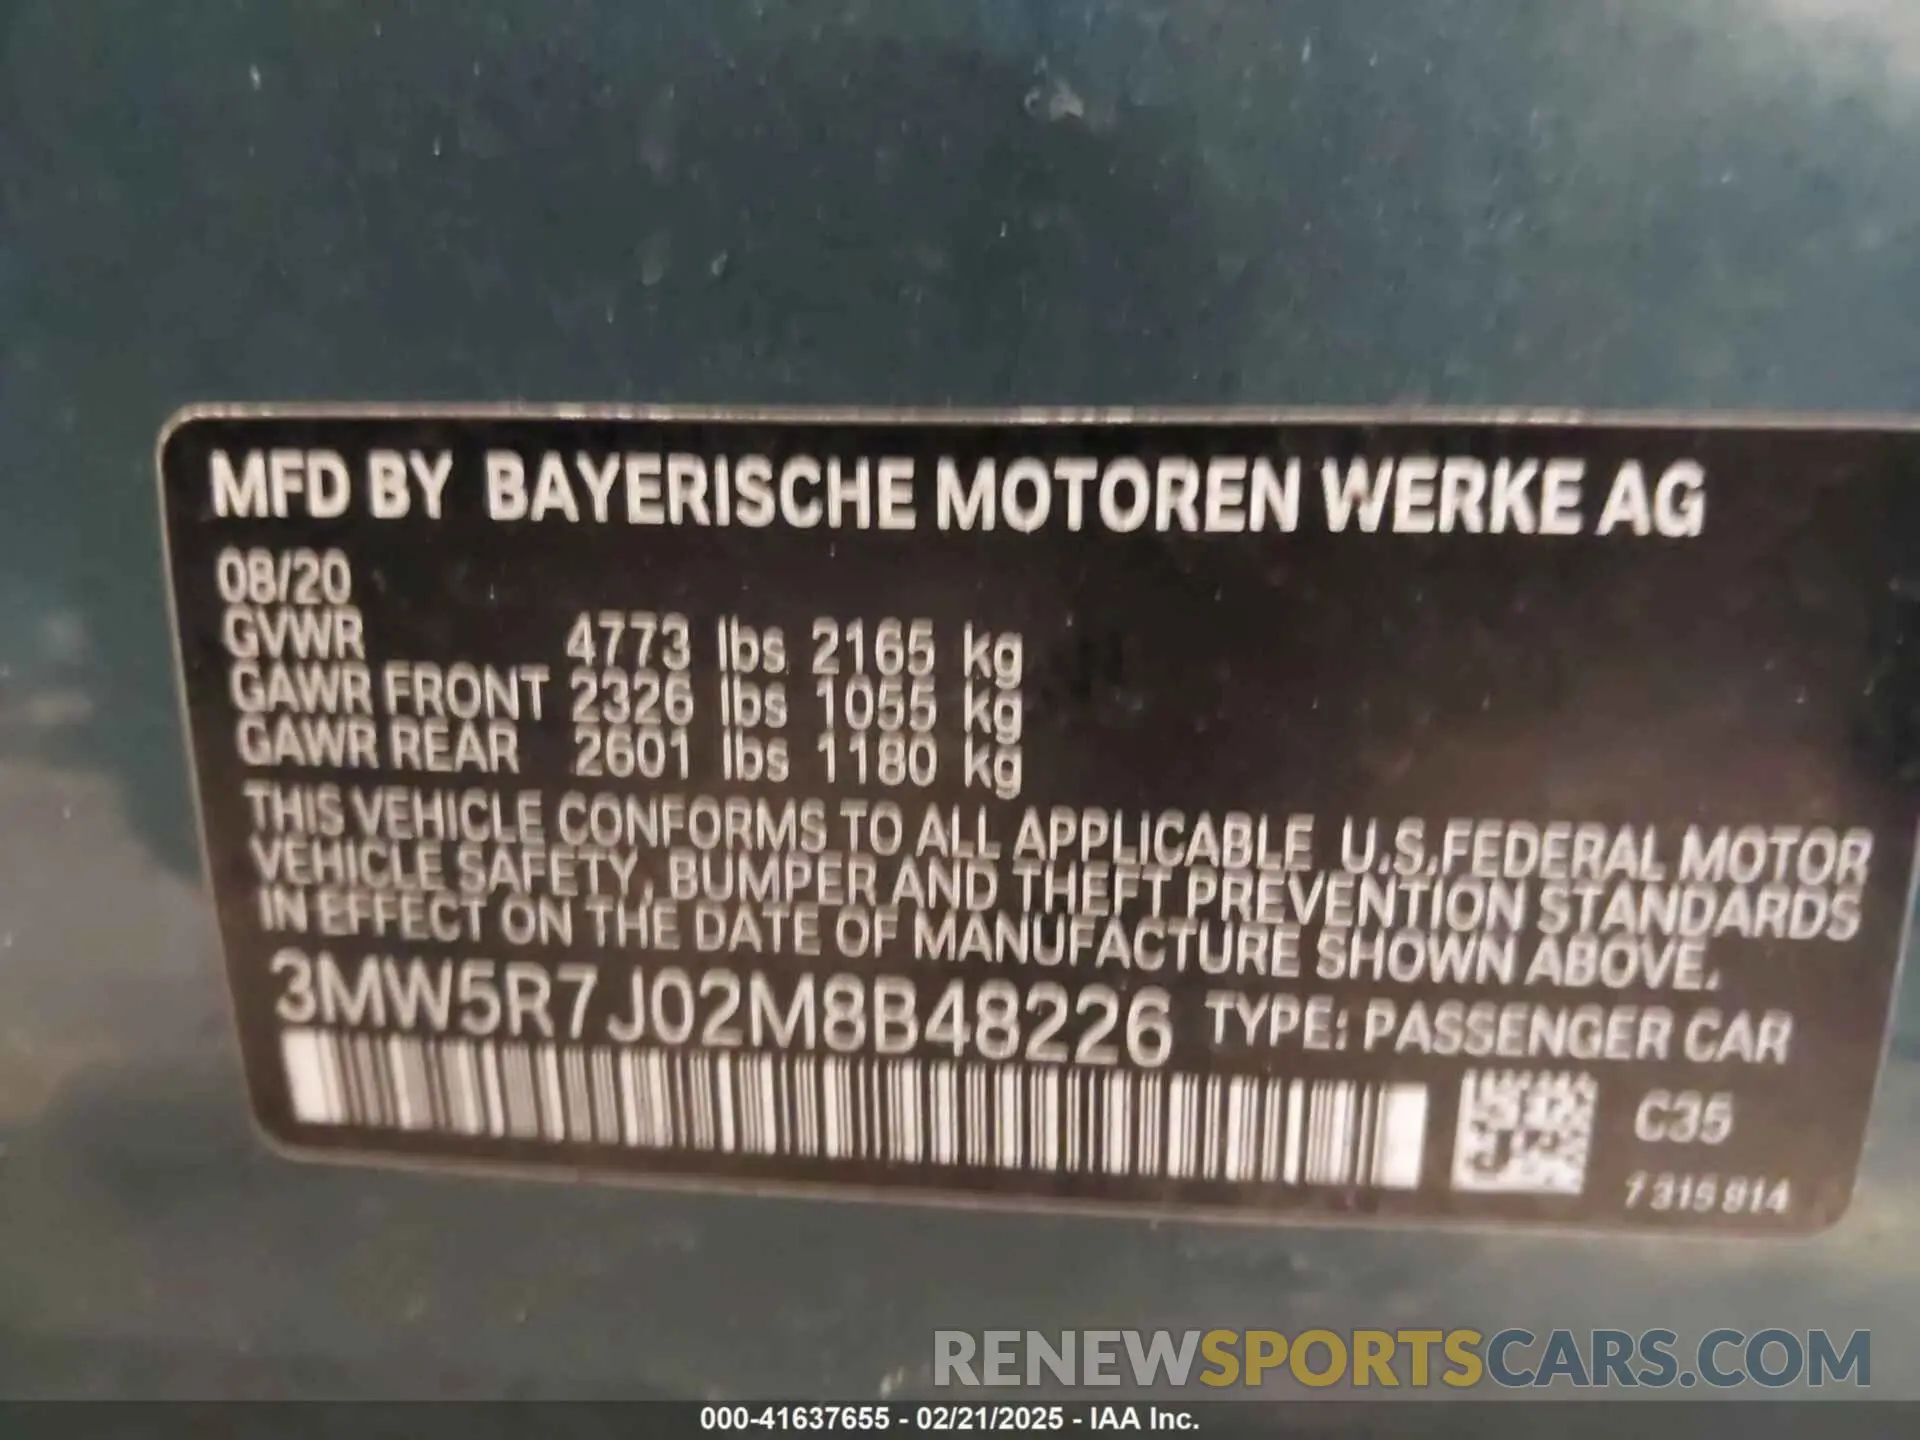 MFD BY BAYERISCHE MOTOREN WERKE AG
08/20
GVWR 4773 lbs 2165 kg
GAWR FRONT 2326 lbs 1055 kg
GAWR REAR 2601 lbs 1180 kg
THIS VEHICLE CONFORMS TO ALL APPLICABLE U.S.FEDERAL MOTOR
VEHICLE SAFETY, BUMPER AND THEFT PREVENTION STANDARDS
IN EFFECT ON THE DATE OF MANUFACTURE SHOWN ABOVE.
3MW5R7J02M8B48226 TYPE: PASSENGER CAR
C35
7 315 814
RENEWSPORTSCARS.COM
000-41637655 - 02/21/2025 - IAA Inc.